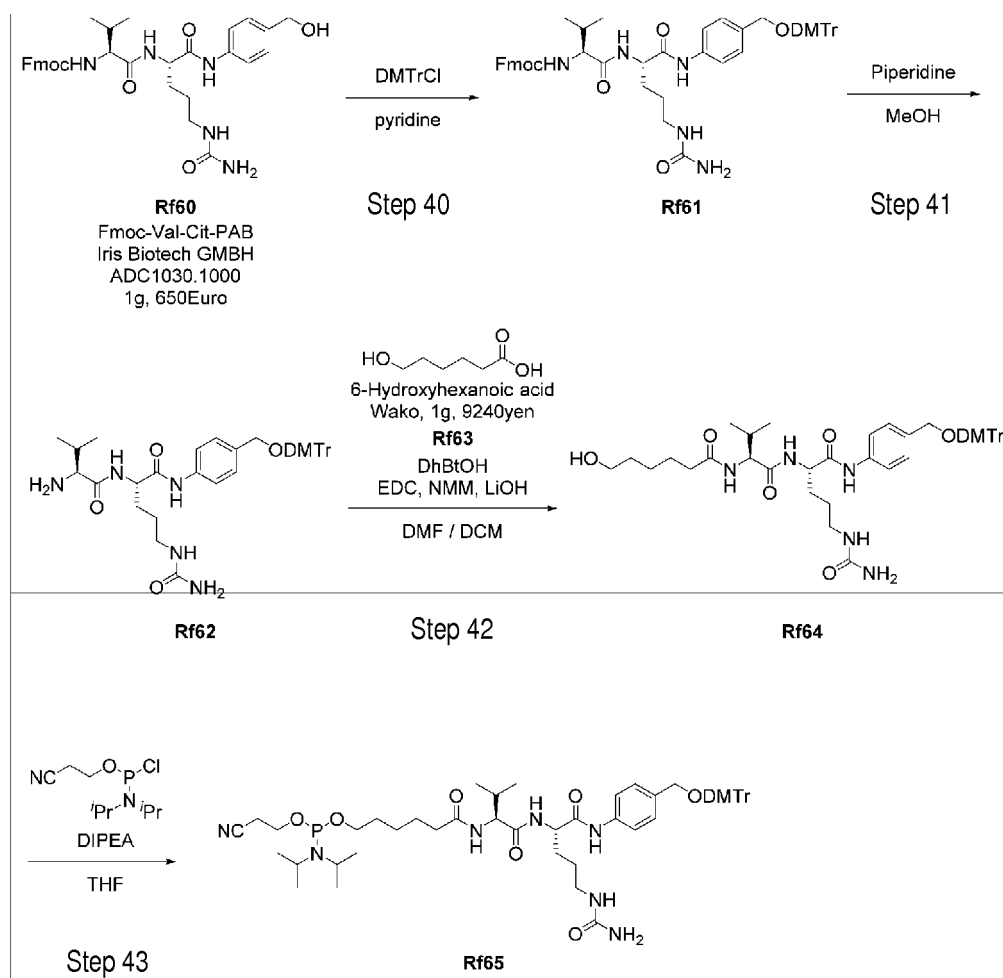 OH
FmocHN
O
H
N
O
N
H
NH
O
NH2
Rf60
Fmoc-Val-Cit-PAB
Iris Biotech GMBH
ADC1030.1000
1g, 650Euro
DMTrCl
pyridine
Step 40
ODMTr
FmocHN
O
H
N
O
N
H
NH
O
NH2
Rf61
Piperidine
MeOH
Step 41
ODMTr
H2N
O
H
N
O
N
H
NH
O
NH2
Rf62
HO
O
OH
6-Hydroxyhexanoic acid
Wako, 1g, 9240yen
Rf63
DhBtOH
EDC, NMM, LiOH
DMF / DCM
Step 42
HO
O
N
H
O
H
N
O
N
H
ODMTr
NH
O
NH2
Rf64
NC
O
P
Cl
N
iPr
iPr
DIPEA
THF
Step 43
NC
O
P
O
N
O
N
H
O
H
N
O
N
H
ODMTr
NH
O
NH2
Rf65